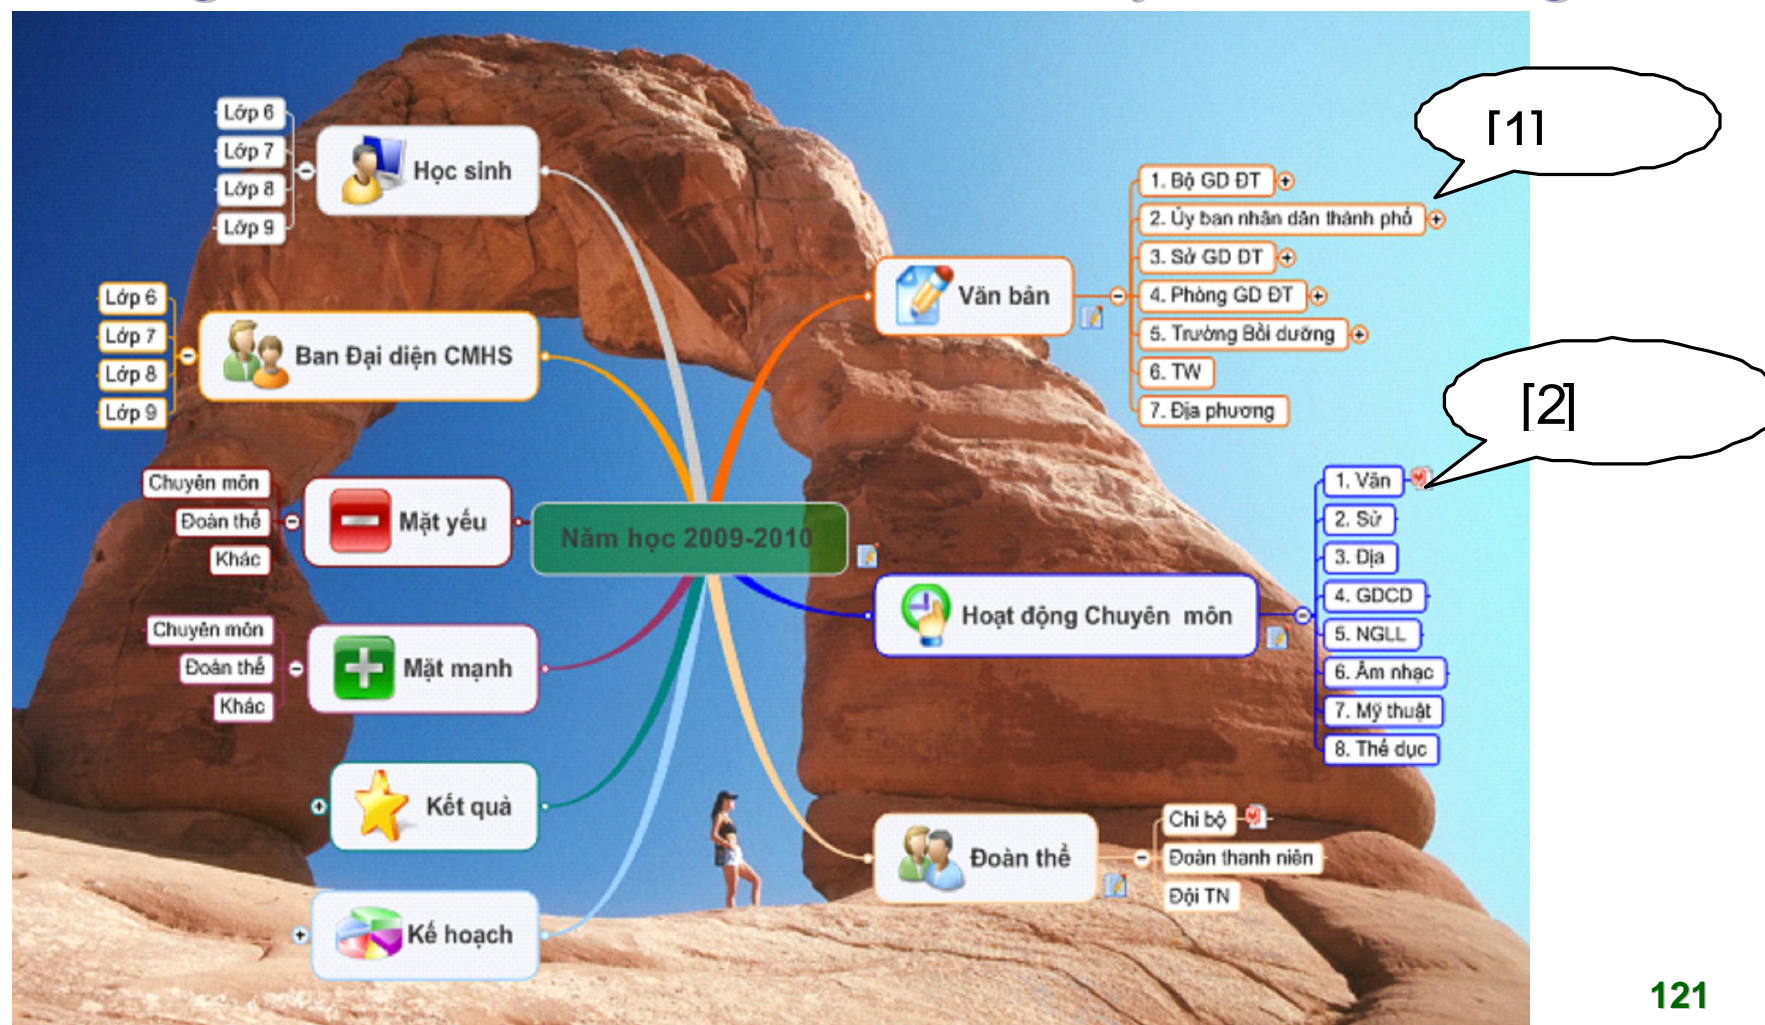 Lớp 6
Lớp 7
Lớp 8
Lớp 9
Học sinh
Lớp 6
Lớp 7
Lớp 8
Lớp 9
Ban Đại diện CMHS
Chuyên môn
Đoàn thể
Khác
Mặt yếu
Chuyên môn
Đoàn thể
Khác
Mặt mạnh
Kết quả
Kế hoạch
Năm học 2009-2010
Văn bản
1. Bộ GD ĐT
2. Ủy ban nhân dân thành phố
3. Sở GD DT
4. Phòng GD ĐT
5. Trường Bồi dưỡng
6. TW
7. Địa phương
Hoạt động Chuyên môn
1. Văn
2. Sử
3. Địa
4. GDCD
5. NGLL
6. Âm nhạc
7. Mỹ thuật
8. Thể dục
Đoàn thể
Chi bộ
Đoàn thanh niên
Đội TN
[1]
[2]
121